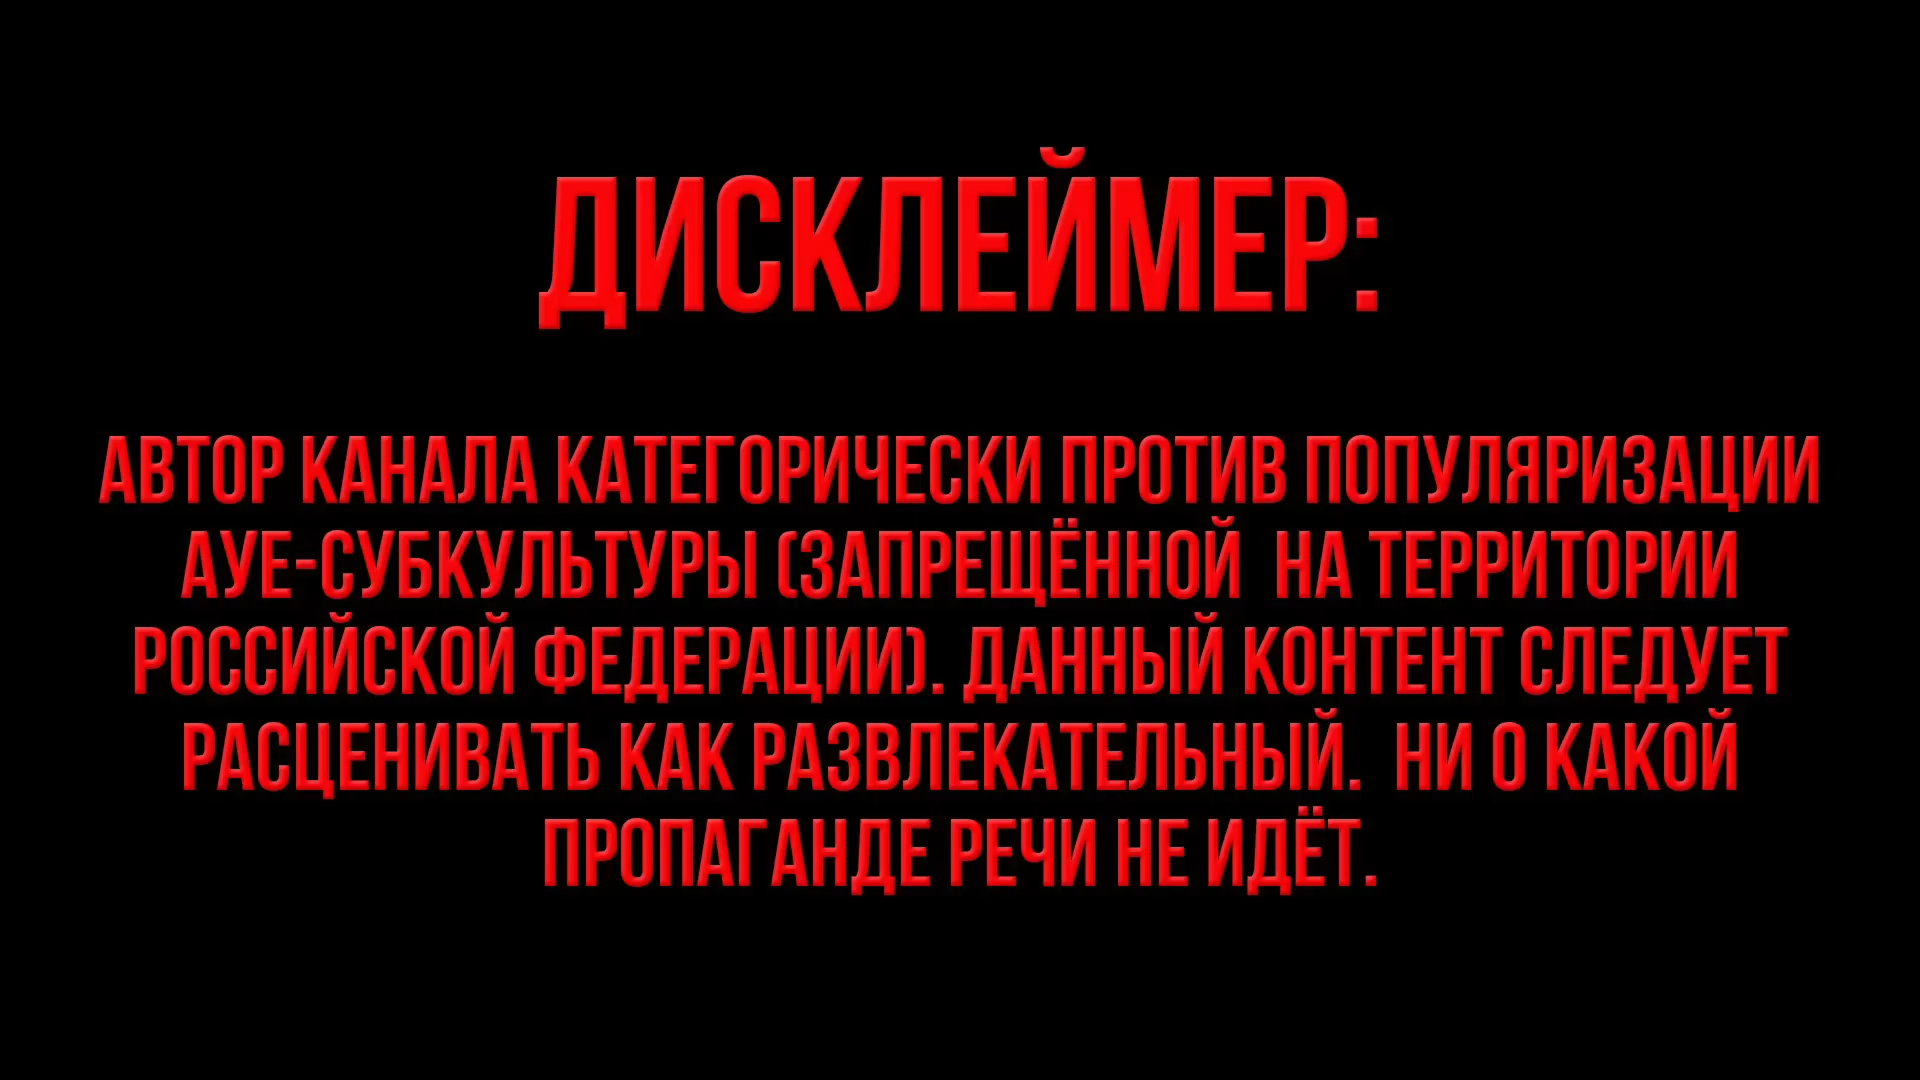 ДИСКЛЕЙМЕР:
АВТОР КАНАЛА КАТЕГОРИЧЕСКИ ПРОТИВ ПОПУЛЯРИЗАЦИИ
АУЕ-СУБКУЛЬТУРЫ (ЗАПРЕЩЁННОЙ НА ТЕРРИТОРИИ
РОССИЙСКОЙ ФЕДЕРАЦИИ). ДАННЫЙ КОНТЕНТ СЛЕДУЕТ
РАСЦЕНИВАТЬ КАК РАЗВЛЕКАТЕЛЬНЫЙ. НИ О КАКОЙ
ПРОПАГАНДЕ РЕЧИ НЕ ИДЁТ.